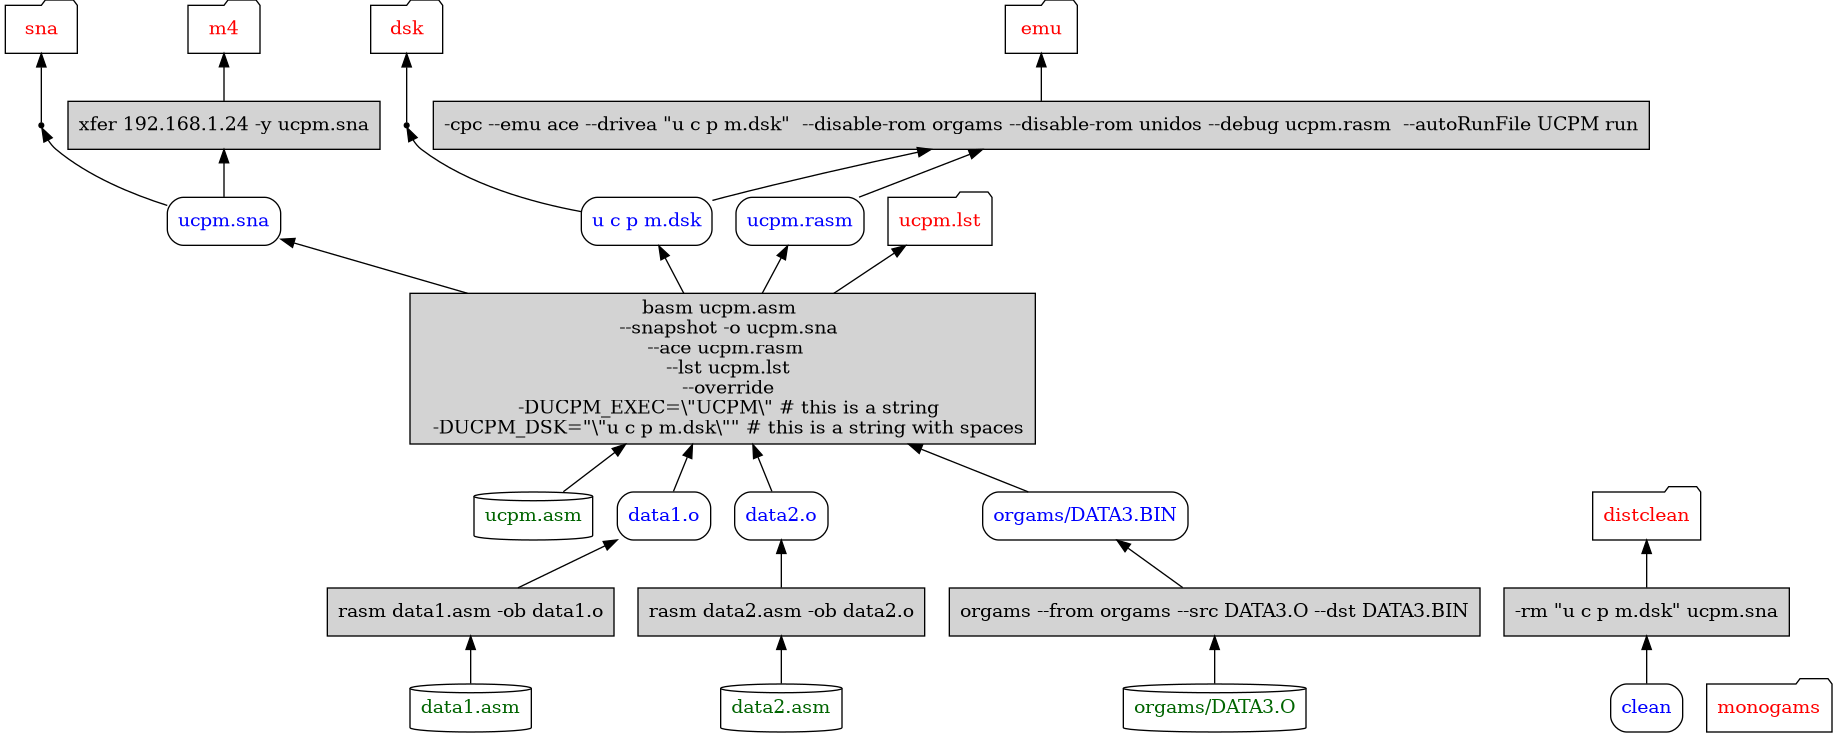 sna
m4
dsk
emu
xfer 192.168.1.24 -y ucpm.sna
-cpc --emu ace --drivea "u c p m.dsk"  --disable-rom orgams --disable-rom unidos --debug ucpm.rasm  --autoRunFile UCPM run
ucpm.sna
u c p m.dsk
ucpm.rasm
ucpm.lst
basm ucpm.asm
--snapshot -o ucpm.sna
--ace ucpm.rasm
--lst ucpm.lst
--override
-DUCPM_EXEC=\"UCPM\" # this is a string
-DUCPM_DSK="\"u c p m.dsk\"" # this is a string with spaces
ucpm.asm
data1.o
data2.o
orgams/DATA3.BIN
distclean
rasm data1.asm -ob data1.o
rasm data2.asm -ob data2.o
orgams --from orgams --src DATA3.O --dst DATA3.BIN
-rm "u c p m.dsk" ucpm.sna
data1.asm
data2.asm
orgams/DATA3.O
clean
monogams